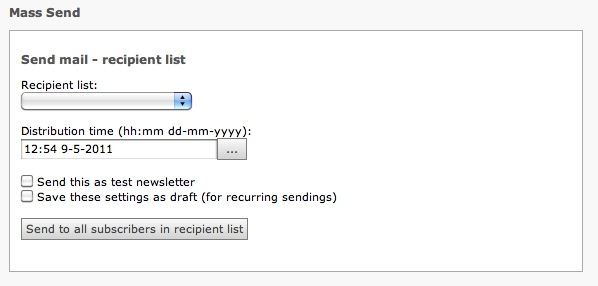 Mass Send
Send mail - recipient list
Recipient list:
Distribution time (hh:mm dd-mm-yyyy):
12:54 9-5-2011
...
Send this as test newsletter
Save these settings as draft (for recurring sendings)
Send to all subscribers in recipient list